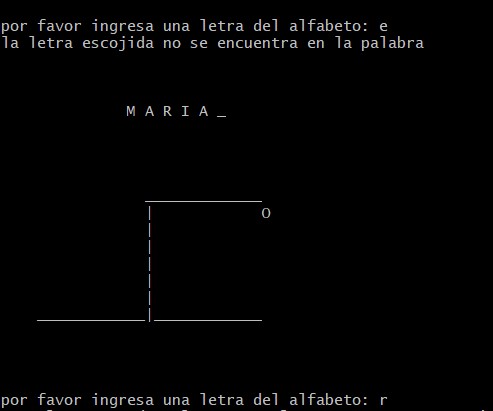 por favor ingresa una letra del alfabeto: e
la letra escojida no se encuentra en la palabra
M A R I A _
O
por favor ingresa una letra del alfabeto: r